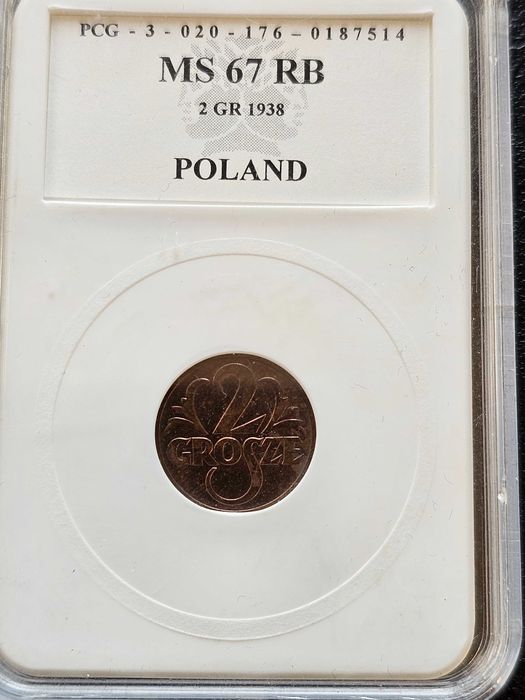 PCG - 3 - 020 - 176 - 0187514
MS 67 RB
2 GR 1938
POLAND
2
GROSZE